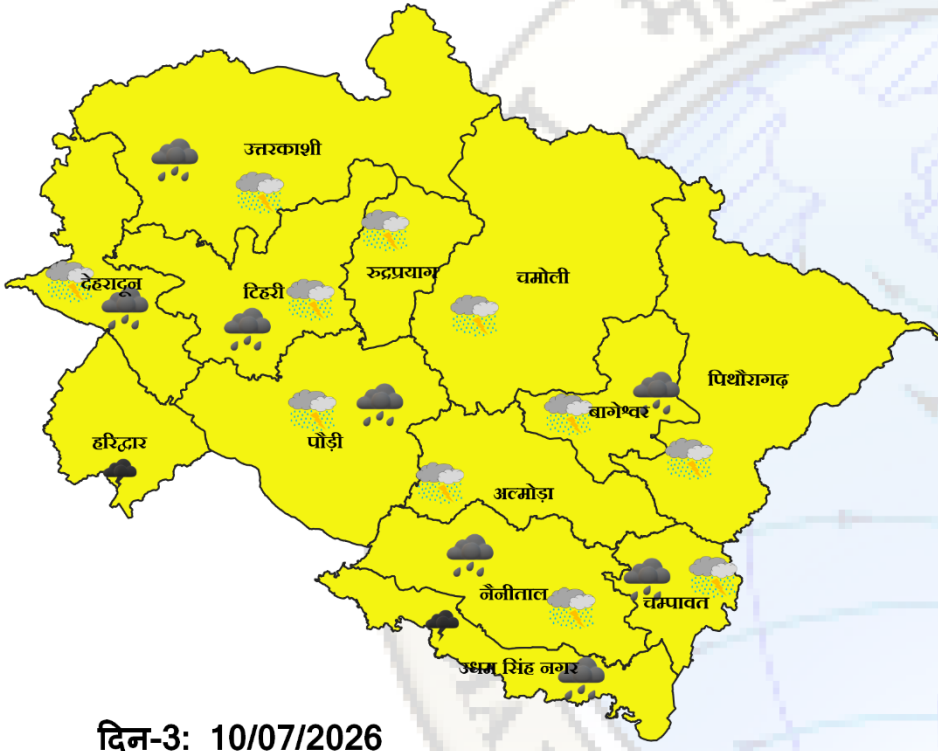 उत्तरकाशी
रुद्रप्रयाग
चमोली
देहरादून
टिहरी
पिथौरागढ़
बागेश्वर
हरिद्वार
पौड़ी
अल्मोड़ा
नैनीताल
चम्पावत
उधम सिंह नगर
दिन-3: 10/07/2026